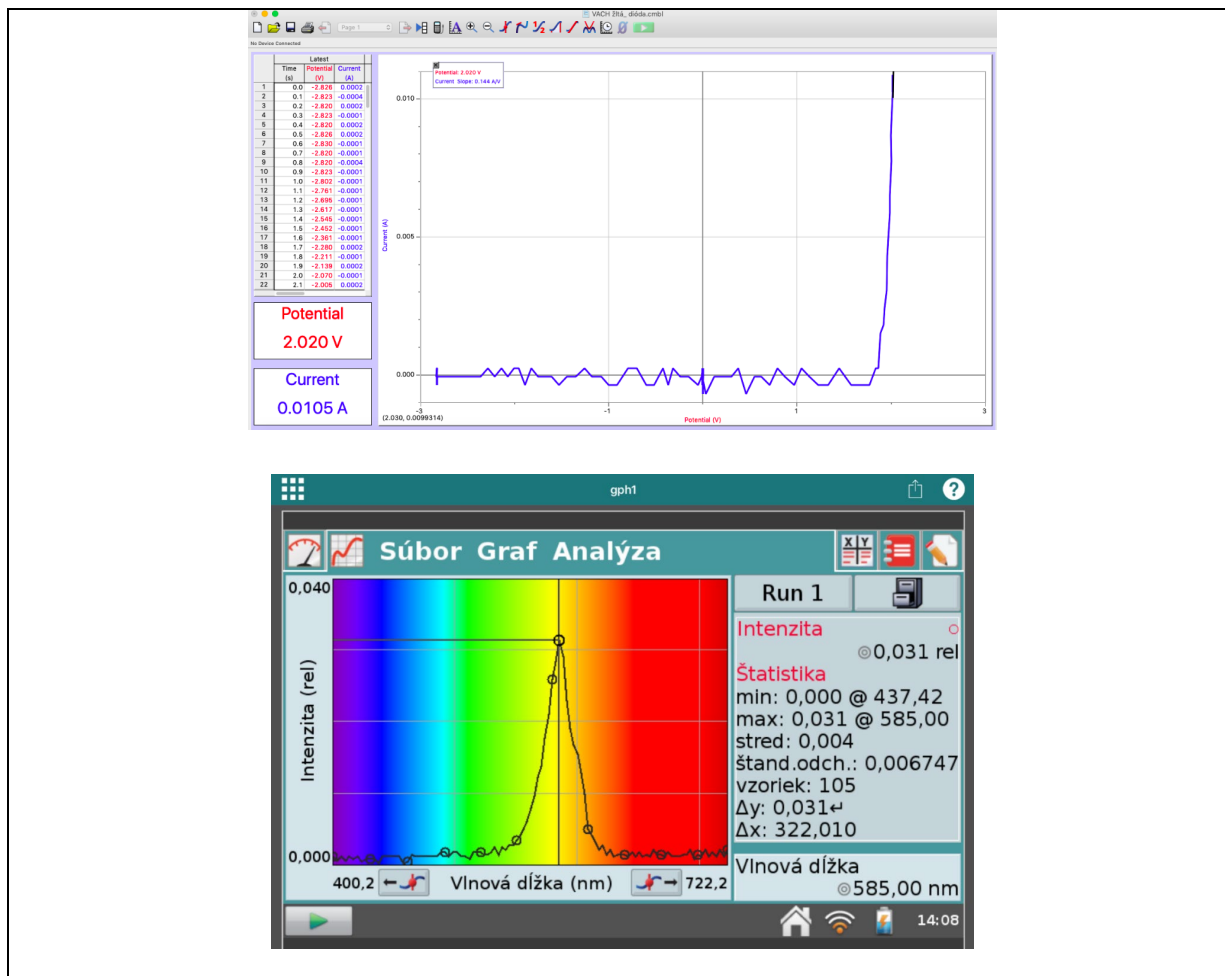 VACH žltá_ dióda.cmbl
Page 1
No Device Connected
Latest
Time Potential Current
(s) (V) (A)
1 0.0 -2.826 0.0002
2 0.1 -2.823 -0.0004
3 0.2 -2.820 0.0002
4 0.3 -2.823 -0.0001
5 0.4 -2.820 0.0002
6 0.5 -2.826 0.0002
7 0.6 -2.830 -0.0001
8 0.7 -2.820 -0.0001
9 0.8 -2.820 -0.0004
10 0.9 -2.823 -0.0001
11 1.0 -2.802 -0.0001
12 1.1 -2.761 -0.0001
13 1.2 -2.695 -0.0001
14 1.3 -2.617 -0.0001
15 1.4 -2.545 -0.0001
16 1.5 -2.452 -0.0001
17 1.6 -2.361 -0.0001
18 1.7 -2.280 0.0002
19 1.8 -2.211 -0.0001
20 1.9 -2.139 0.0002
21 2.0 -2.070 -0.0001
22 2.1 -2.005 0.0002
Potential
2.020 V
Current
0.0105 A
Potential: 2.020 V
Current Slope: 0.144 A/V
0.010
0.005
0.000
Current (A)
-3 -1 1 3
(2.030, 0.0099314)
Potential (V)
gph1
?
Súbor Graf Analýza
X Y
0,040
Intenzita (rel)
0,000
400,2 Vlnová dĺžka (nm) 722,2
Run 1
Intenzita
0,031 rel
Štatistika
min: 0,000 @ 437,42
max: 0,031 @ 585,00
stred: 0,004
štand.odch.: 0,006747
vzoriek: 105
Δy: 0,031↵
Δx: 322,010
Vlnová dĺžka
585,00 nm
14:08